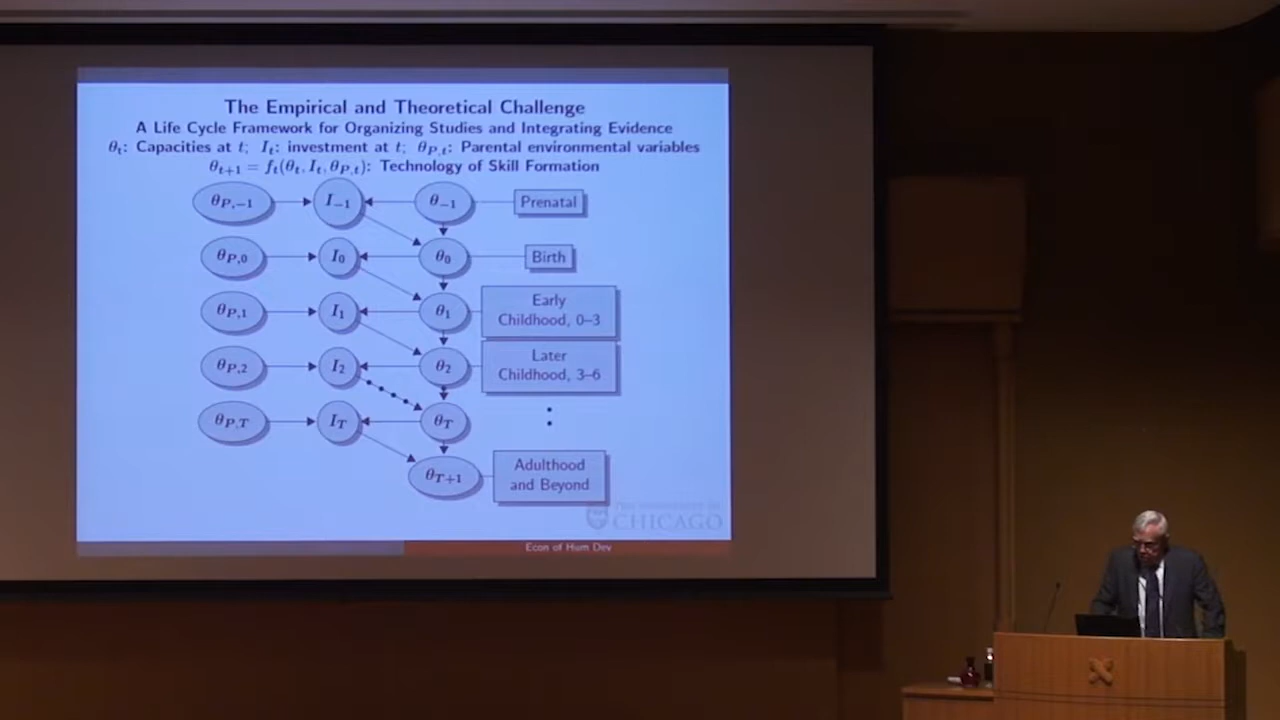 The Empirical and Theoretical Challenge
A Life Cycle Framework for Organizing Studies and Integrating Evidence
θt: Capacities at t; It: investment at t; θP,t: Parental environmental variables
θt+1 = ft(θt, It, θP,t): Technology of Skill Formation
θP,−1 I−1 θ−1 Prenatal
θP,0 I0 θ0 Birth
θP,1 I1 θ1 Early
Childhood, 0–3
θP,2 I2 θ2 Later
Childhood, 3–6
θP,T IT θT
θT+1 Adulthood
and Beyond
THE UNIVERSITY OF
CHICAGO
Econ of Hum Dev